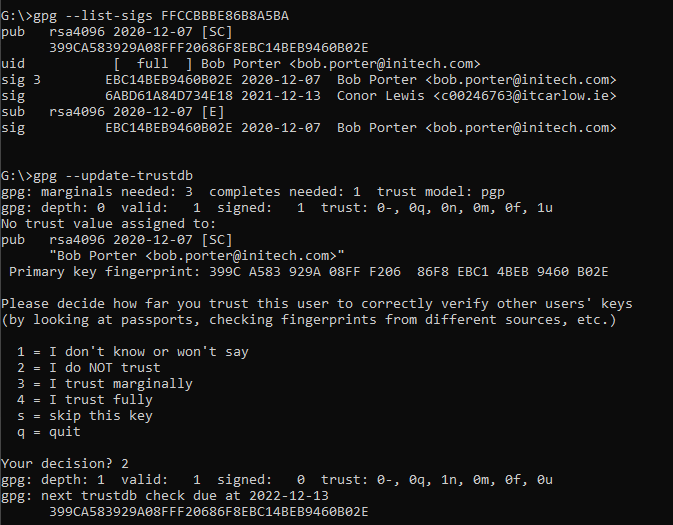 G:\>gpg --list-sigs FFCCBBBE86B8A5BA
pub   rsa4096 2020-12-07 [SC]
      399CA583929A08FFF20686F8EBC14BEB9460B02E
uid           [  full  ] Bob Porter <bob.porter@initech.com>
sig 3        EBC14BEB9460B02E 2020-12-07  Bob Porter <bob.porter@initech.com>
sig          6ABD61A84D734E18 2021-12-13  Conor Lewis <c00246763@itcarlow.ie>
sub   rsa4096 2020-12-07 [E]
sig          EBC14BEB9460B02E 2020-12-07  Bob Porter <bob.porter@initech.com>
G:\>gpg --update-trustdb
gpg: marginals needed: 3  completes needed: 1  trust model: pgp
gpg: depth: 0  valid:   1  signed:   1  trust: 0-, 0q, 0n, 0m, 0f, 1u
No trust value assigned to:
pub   rsa4096 2020-12-07 [SC]
      "Bob Porter <bob.porter@initech.com>"
 Primary key fingerprint: 399C A583 929A 08FF F206  86F8 EBC1 4BEB 9460 B02E
Please decide how far you trust this user to correctly verify other users' keys
(by looking at passports, checking fingerprints from different sources, etc.)
  1 = I don't know or won't say
  2 = I do NOT trust
  3 = I trust marginally
  4 = I trust fully
  s = skip this key
  q = quit
Your decision? 2
gpg: depth: 1  valid:   1  signed:   0  trust: 0-, 0q, 1n, 0m, 0f, 0u
gpg: next trustdb check due at 2022-12-13
      399CA583929A08FFF20686F8EBC14BEB9460B02E